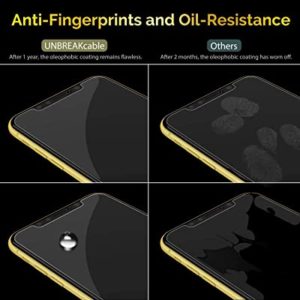 Anti-Fingerprints and Oil-Resistance
UNBREAKcable
Others
After 1 year, the oleophobic coating remains flawless.
After 2 months, the oleophobic coating has worn off.